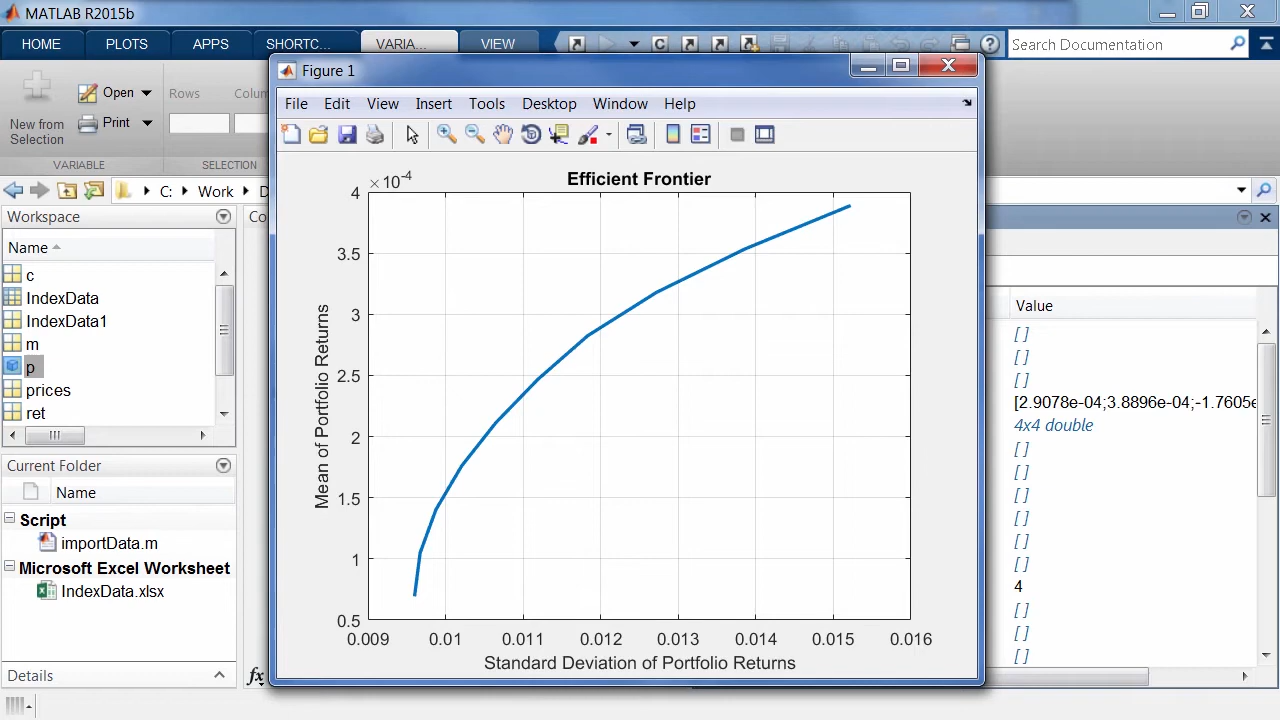 MATLAB R2015b
HOME PLOTS APPS SHORTC... VARIA... VIEW
Search Documentation
New from Selection
Open
Print
Rows
VARIABLE
SELECTION
C: Work
Workspace
Name
c
IndexData
IndexData1
m
p
prices
ret
Current Folder
Name
Script
importData.m
Microsoft Excel Worksheet
IndexData.xlsx
Details
fx
Figure 1
File Edit View Insert Tools Desktop Window Help
Efficient Frontier
×10-4
4
3.5
3
2.5
2
1.5
1
0.5
Mean of Portfolio Returns
0.009 0.01 0.011 0.012 0.013 0.014 0.015 0.016
Standard Deviation of Portfolio Returns
Value
[ ]
[ ]
[ ]
[2.9078e-04;3.8896e-04;-1.7605e
4x4 double
[ ]
[ ]
[ ]
[ ]
[ ]
[ ]
4
[ ]
[ ]
[ ]